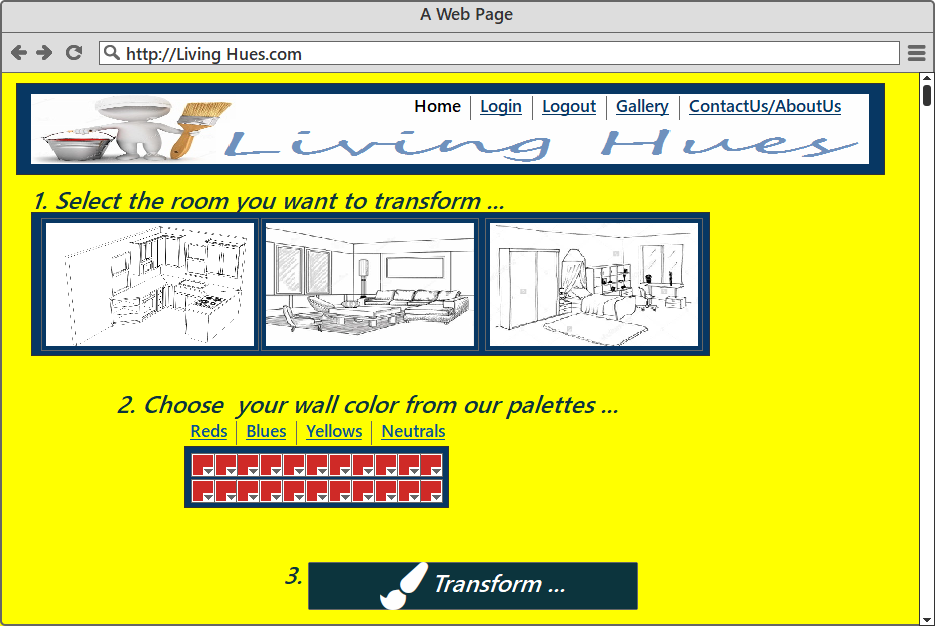 A Web Page
http://Living Hues.com
Home Login Logout Gallery ContactUs/AboutUs
Living Hues
1. Select the room you want to transform ...
2. Choose  your wall color from our palettes ...
Reds Blues Yellows Neutrals
3. Transform ...